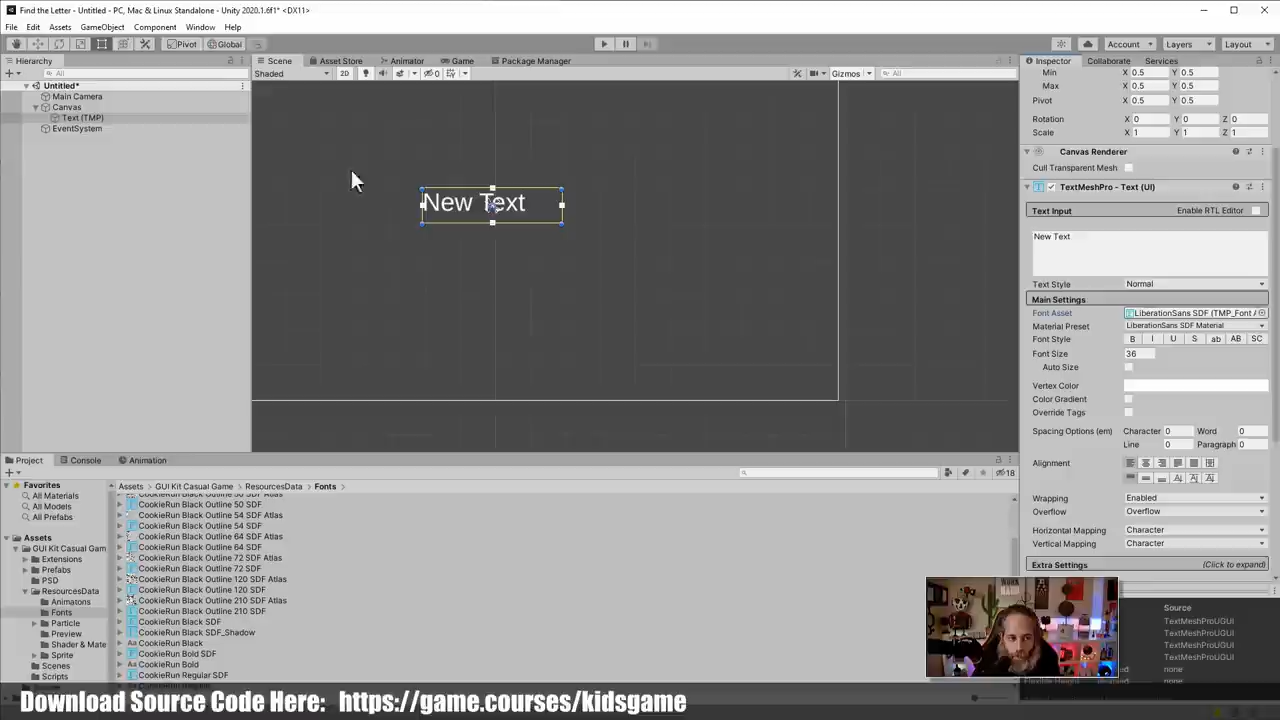 Find the Letter - Untitled - PC, Mac & Linux Standalone - Unity 2020.1.6f1* <DX11>
File Edit Assets GameObject Component Window Help
Pivot Global Account Layers Layout
Hierarchy Scene Asset Store Animator Game Package Manager Inspector Collaborate Services
All Shaded 2D 0 Gizmos All
Untitled*
Main Camera
Canvas
Text (TMP)
EventSystem
New Text
Min X 0.5 Y 0.5
Max X 0.5 Y 0.5
Pivot X 0.5 Y 0.5
Rotation X 0 Y 0 Z 0
Scale X 1 Y 1 Z 1
Canvas Renderer
Cull Transparent Mesh
TextMeshPro - Text (UI)
Text Input Enable RTL Editor
New Text
Text Style Normal
Main Settings
Font Asset LiberationSans SDF (TMP_Font A
Material Preset LiberationSans SDF Material
Font Style B I U S ab AB SC
Font Size 36
Auto Size
Vertex Color
Color Gradient
Override Tags
Spacing Options (em) Character 0 Word 0
Line 0 Paragraph 0
Alignment
Wrapping Enabled
Overflow Overflow
Horizontal Mapping Character
Vertical Mapping Character
Extra Settings (Click to expand)
Source
TextMeshProUGUI
TextMeshProUGUI
TextMeshProUGUI
TextMeshProUGUI
none
none
Project Console Animation
18
Favorites
All Materials
All Models
All Prefabs
Assets
GUI Kit Casual Gam
Extensions
Prefabs
PSD
ResourcesData
Animatons
Fonts
Particle
Preview
Shader & Mate
Sprite
Scenes
Scripts
Assets GUI Kit Casual Game ResourcesData Fonts
CookieRun Black Outline 50 SDF Atlas
CookieRun Black Outline 50 SDF
CookieRun Black Outline 54 SDF Atlas
CookieRun Black Outline 54 SDF
CookieRun Black Outline 64 SDF Atlas
CookieRun Black Outline 64 SDF
CookieRun Black Outline 72 SDF Atlas
CookieRun Black Outline 72 SDF
CookieRun Black Outline 120 SDF Atlas
CookieRun Black Outline 120 SDF
CookieRun Black Outline 210 SDF Atlas
CookieRun Black Outline 210 SDF
CookieRun Black SDF
CookieRun Black SDF_Shadow
CookieRun Black
CookieRun Bold SDF
CookieRun Bold
CookieRun Regular SDF
Download Source Code Here: https://game.courses/kidsgame